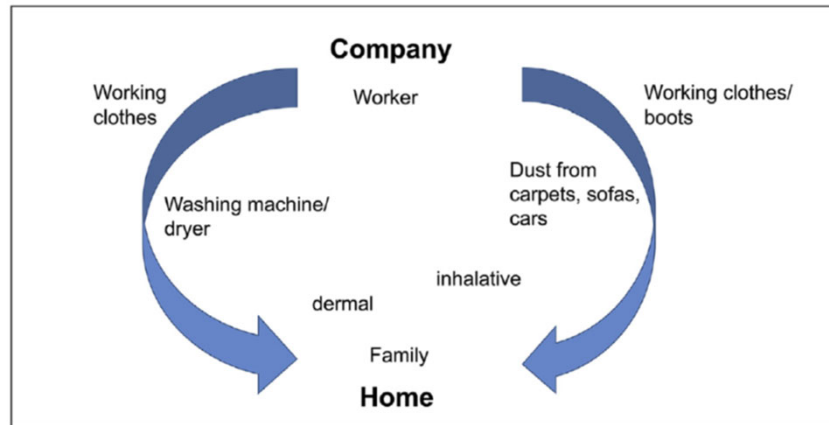 Company
Worker
Working
clothes
Working clothes/
boots
Washing machine/
dryer
Dust from
carpets, sofas,
cars
inhalative
dermal
Family
Home